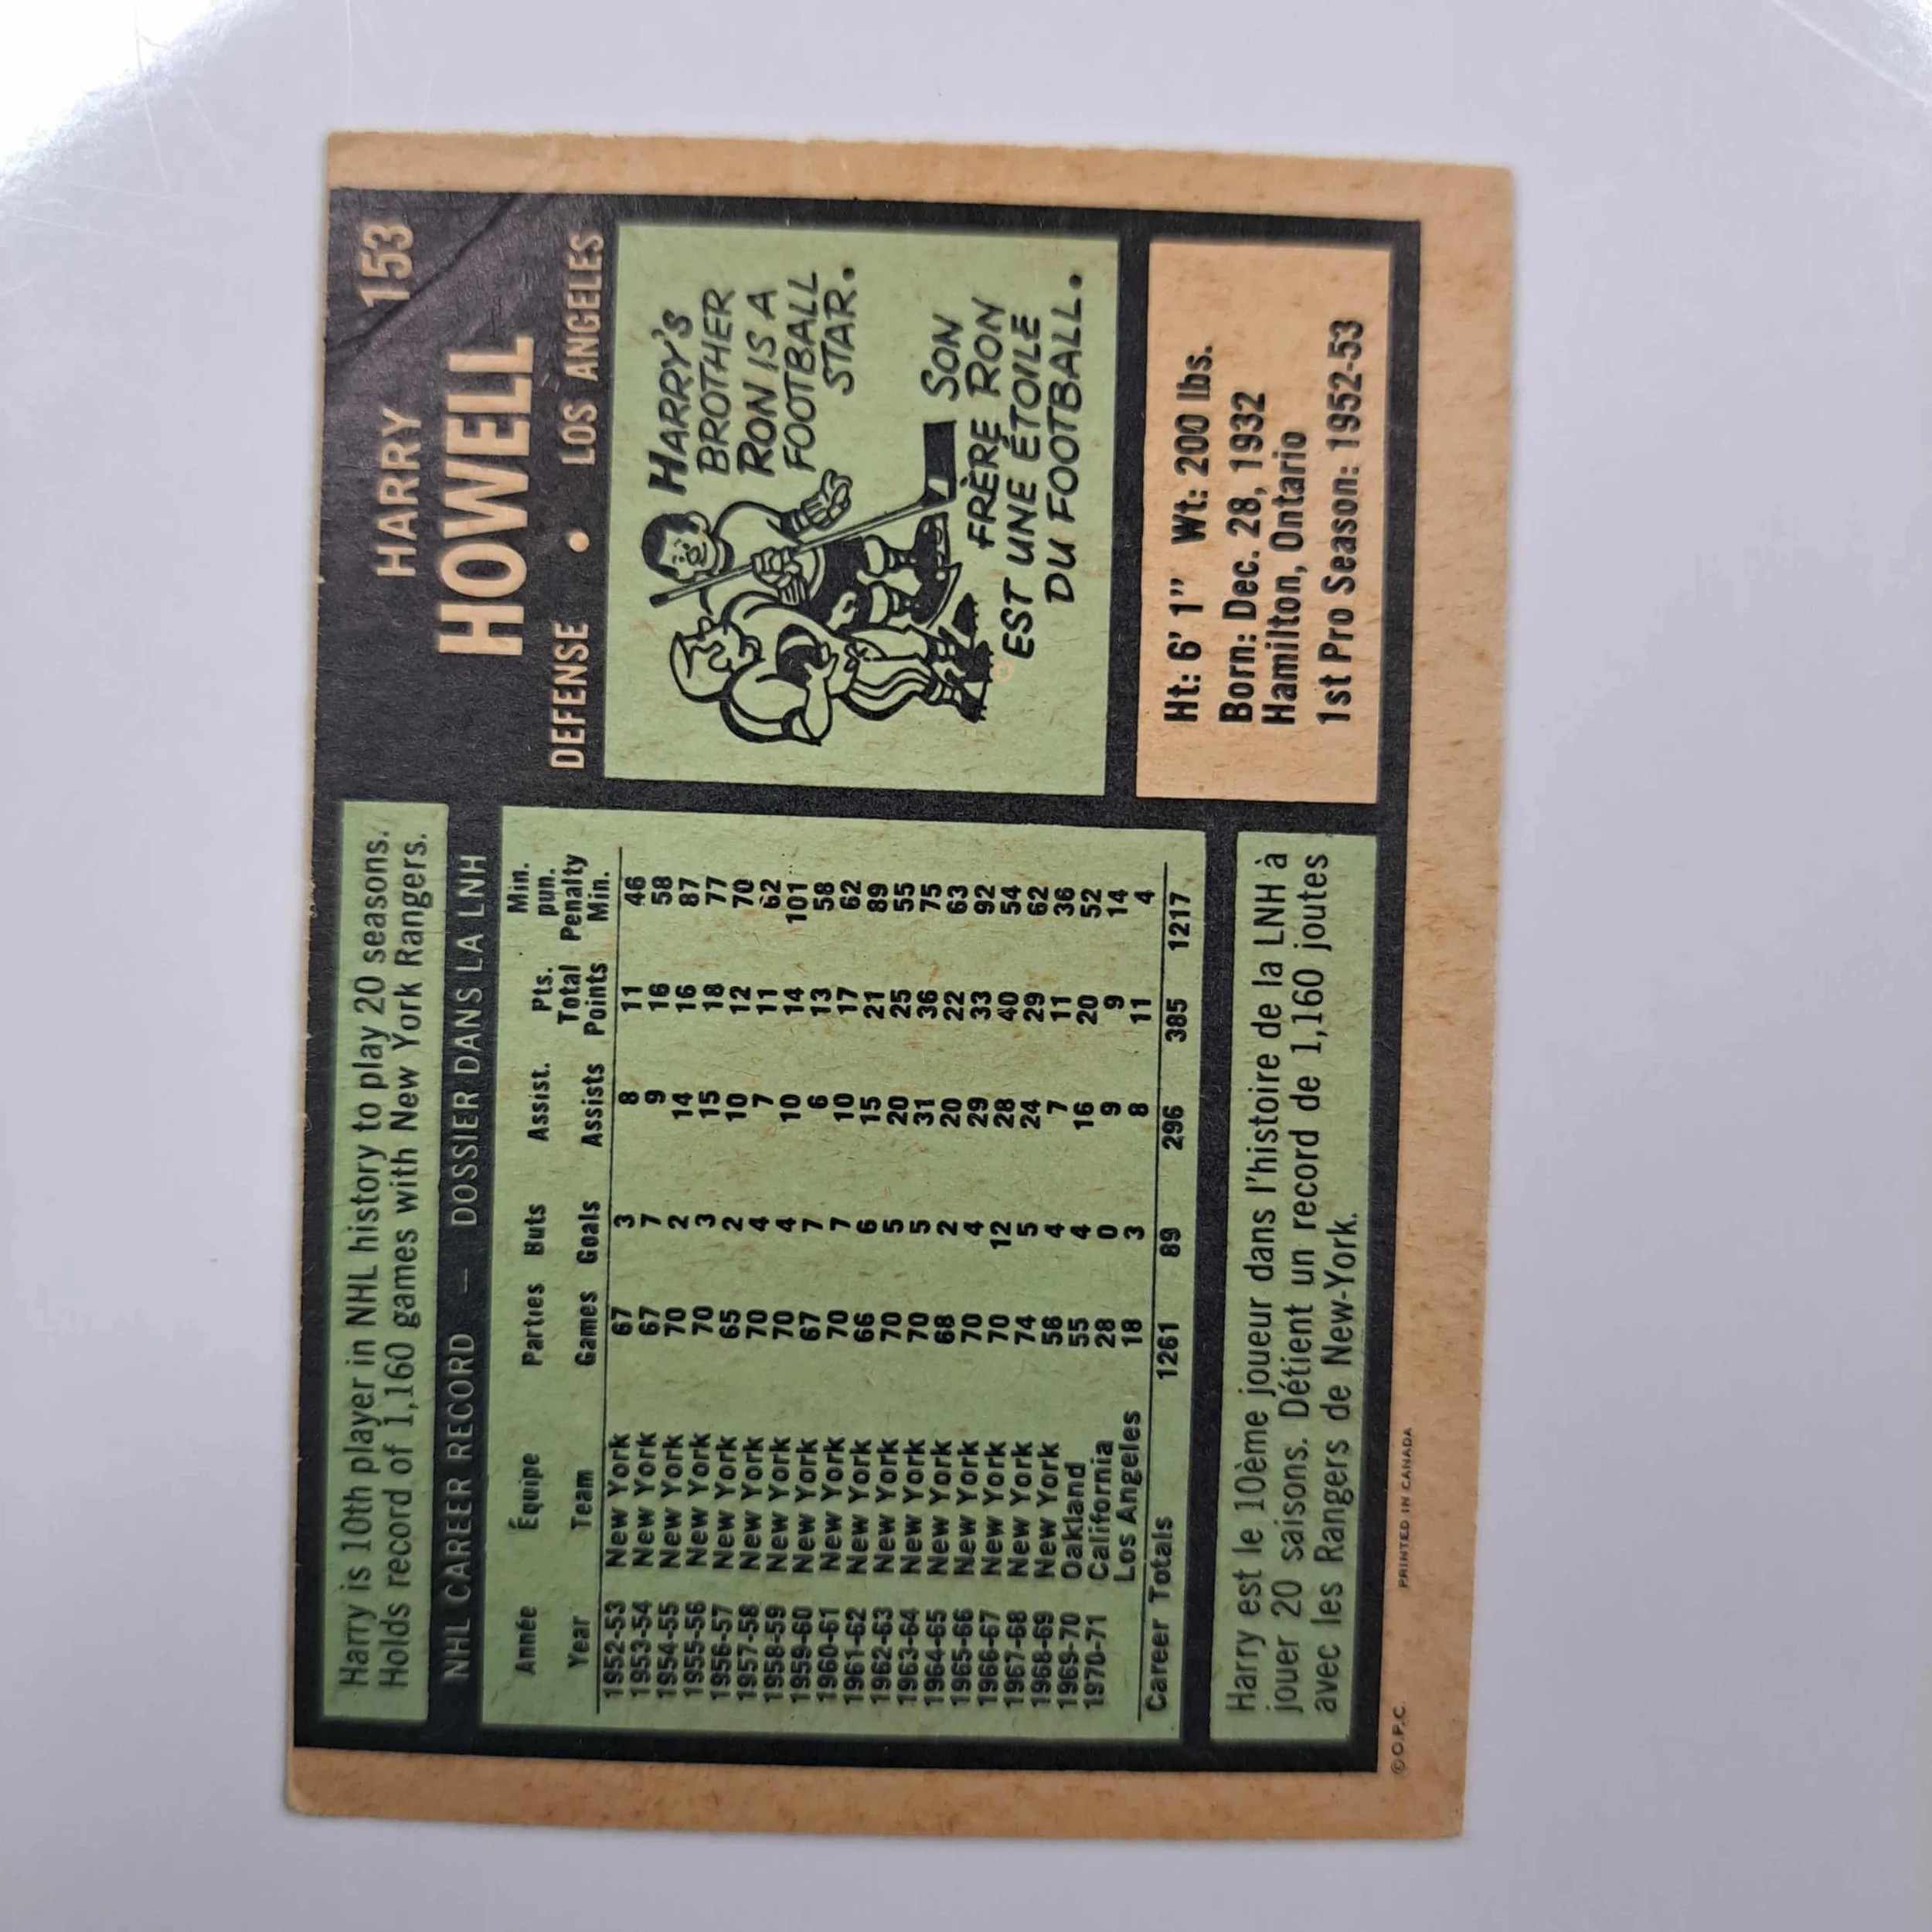 Harry is 10th player in NHL history to play 20 seasons.
Holds record of 1,160 games with New York Rangers.
HARRY 153
HOWELL
DEFENSE • LOS ANGELES
NHL CAREER RECORD — DOSSIER DANS LA LNH
Année Équipe Parties Buts Assist. Pts. Min. pun.
Year Team Games Goals Assists Total Points Penalty Min.
1952-53 New York 67 3 8 11 46
1953-54 New York 67 7 9 16 58
1954-55 New York 70 2 14 16 87
1955-56 New York 70 3 15 18 77
1956-57 New York 65 2 10 12 70
1957-58 New York 70 4 7 11 62
1958-59 New York 70 4 10 14 101
1959-60 New York 67 7 6 13 58
1960-61 New York 70 7 10 17 62
1961-62 New York 66 6 15 21 89
1962-63 New York 70 5 20 25 55
1963-64 New York 70 5 31 36 75
1964-65 New York 68 2 20 22 63
1965-66 New York 70 4 29 33 92
1966-67 New York 70 12 28 40 54
1967-68 New York 74 5 24 29 62
1968-69 New York 56 4 7 11 36
1969-70 Oakland 55 4 16 20 52
1970-71 California 28 0 9 9 14
Los Angeles 18 3 8 11 4
Career Totals 1261 89 296 385 1217
HARRY'S
BROTHER
RON IS A
FOOTBALL
STAR.
SON
FRÈRE RON
EST UNE ÉTOILE
DU FOOTBALL.
Ht: 6' 1" Wt: 200 lbs.
Born: Dec. 28, 1932
Hamilton, Ontario
1st Pro Season: 1952-53
Harry est le 10ème joueur dans l'histoire de la LNH à
jouer 20 saisons. Détient un record de 1,160 joutes
avec les Rangers de New-York.
©O.P.C. PRINTED IN CANADA